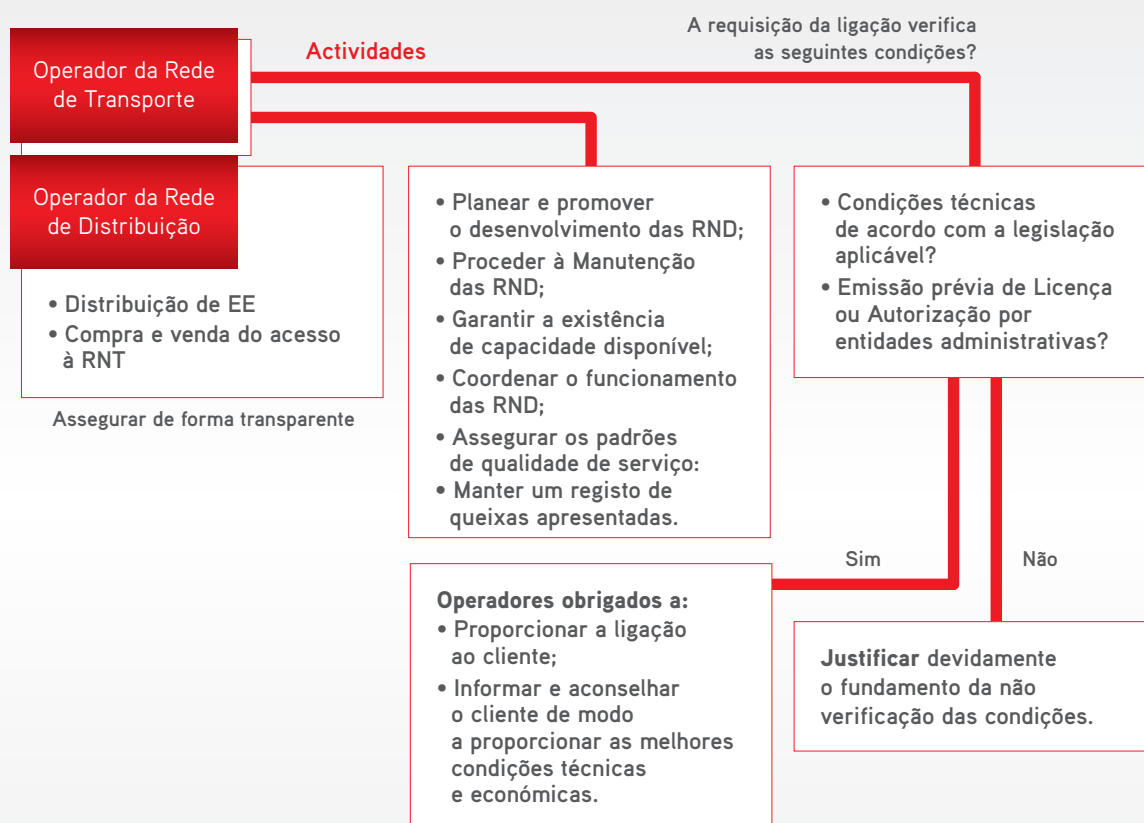 A requisição da ligação verifica
as seguintes condições?
Actividades
Operador da Rede
de Transporte
Operador da Rede
de Distribuição
• Distribuição de EE
• Compra e venda do acesso
à RNT
Assegurar de forma transparente
• Planear e promover
o desenvolvimento das RND;
• Proceder à Manutenção
das RND;
• Garantir a existência
de capacidade disponível;
• Coordenar o funcionamento
das RND;
• Assegurar os padrões
de qualidade de serviço:
• Manter um registo de
queixas apresentadas.
• Condições técnicas
de acordo com a legislação
aplicável?
• Emissão prévia de Licença
ou Autorização por
entidades administrativas?
Sim
Não
Operadores obrigados a:
• Proporcionar a ligação
ao cliente;
• Informar e aconselhar
o cliente de modo
a proporcionar as melhores
condições técnicas
e económicas.
Justificar devidamente
o fundamento da não
verificação das condições.